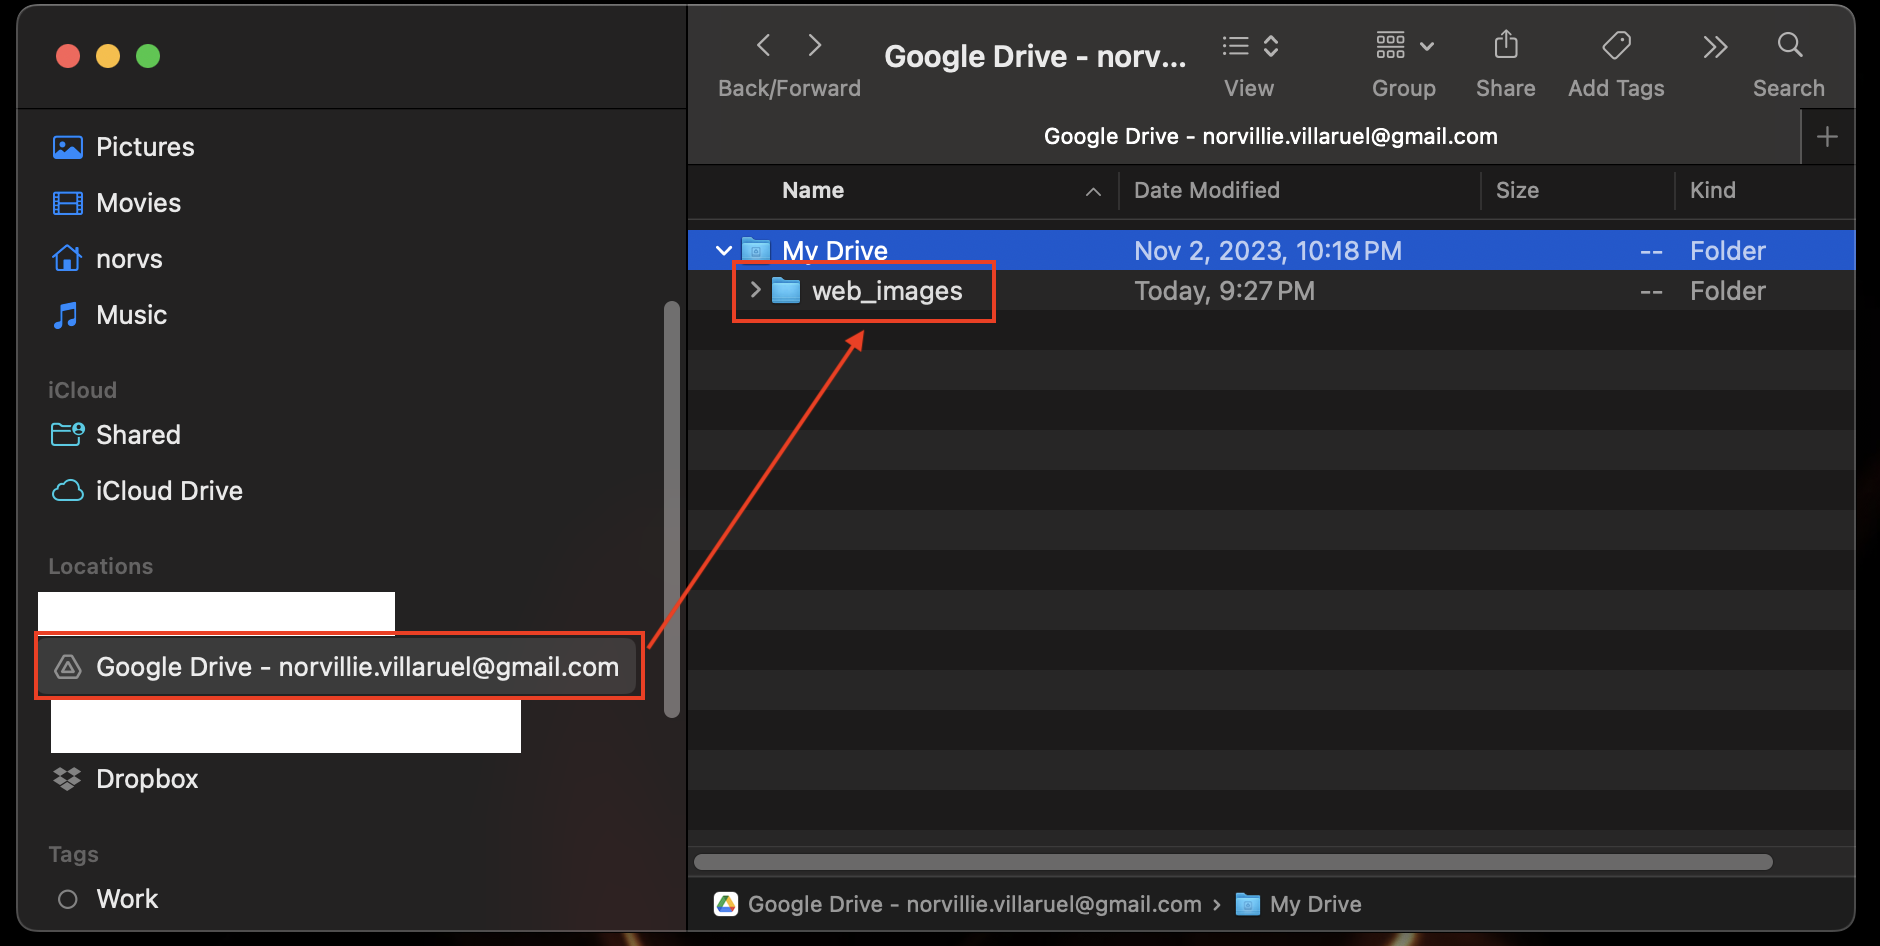 Back/Forward
Google Drive - norv...
View
Group
Share
Add Tags
Search
Google Drive - norvillie.villaruel@gmail.com
Pictures
Movies
norvs
Music
iCloud
Shared
iCloud Drive
Locations
Google Drive - norvillie.villaruel@gmail.com
Dropbox
Tags
Work
Name Date Modified Size Kind
My Drive Nov 2, 2023, 10:18 PM -- Folder
web_images Today, 9:27 PM -- Folder
Google Drive - norvillie.villaruel@gmail.com › My Drive